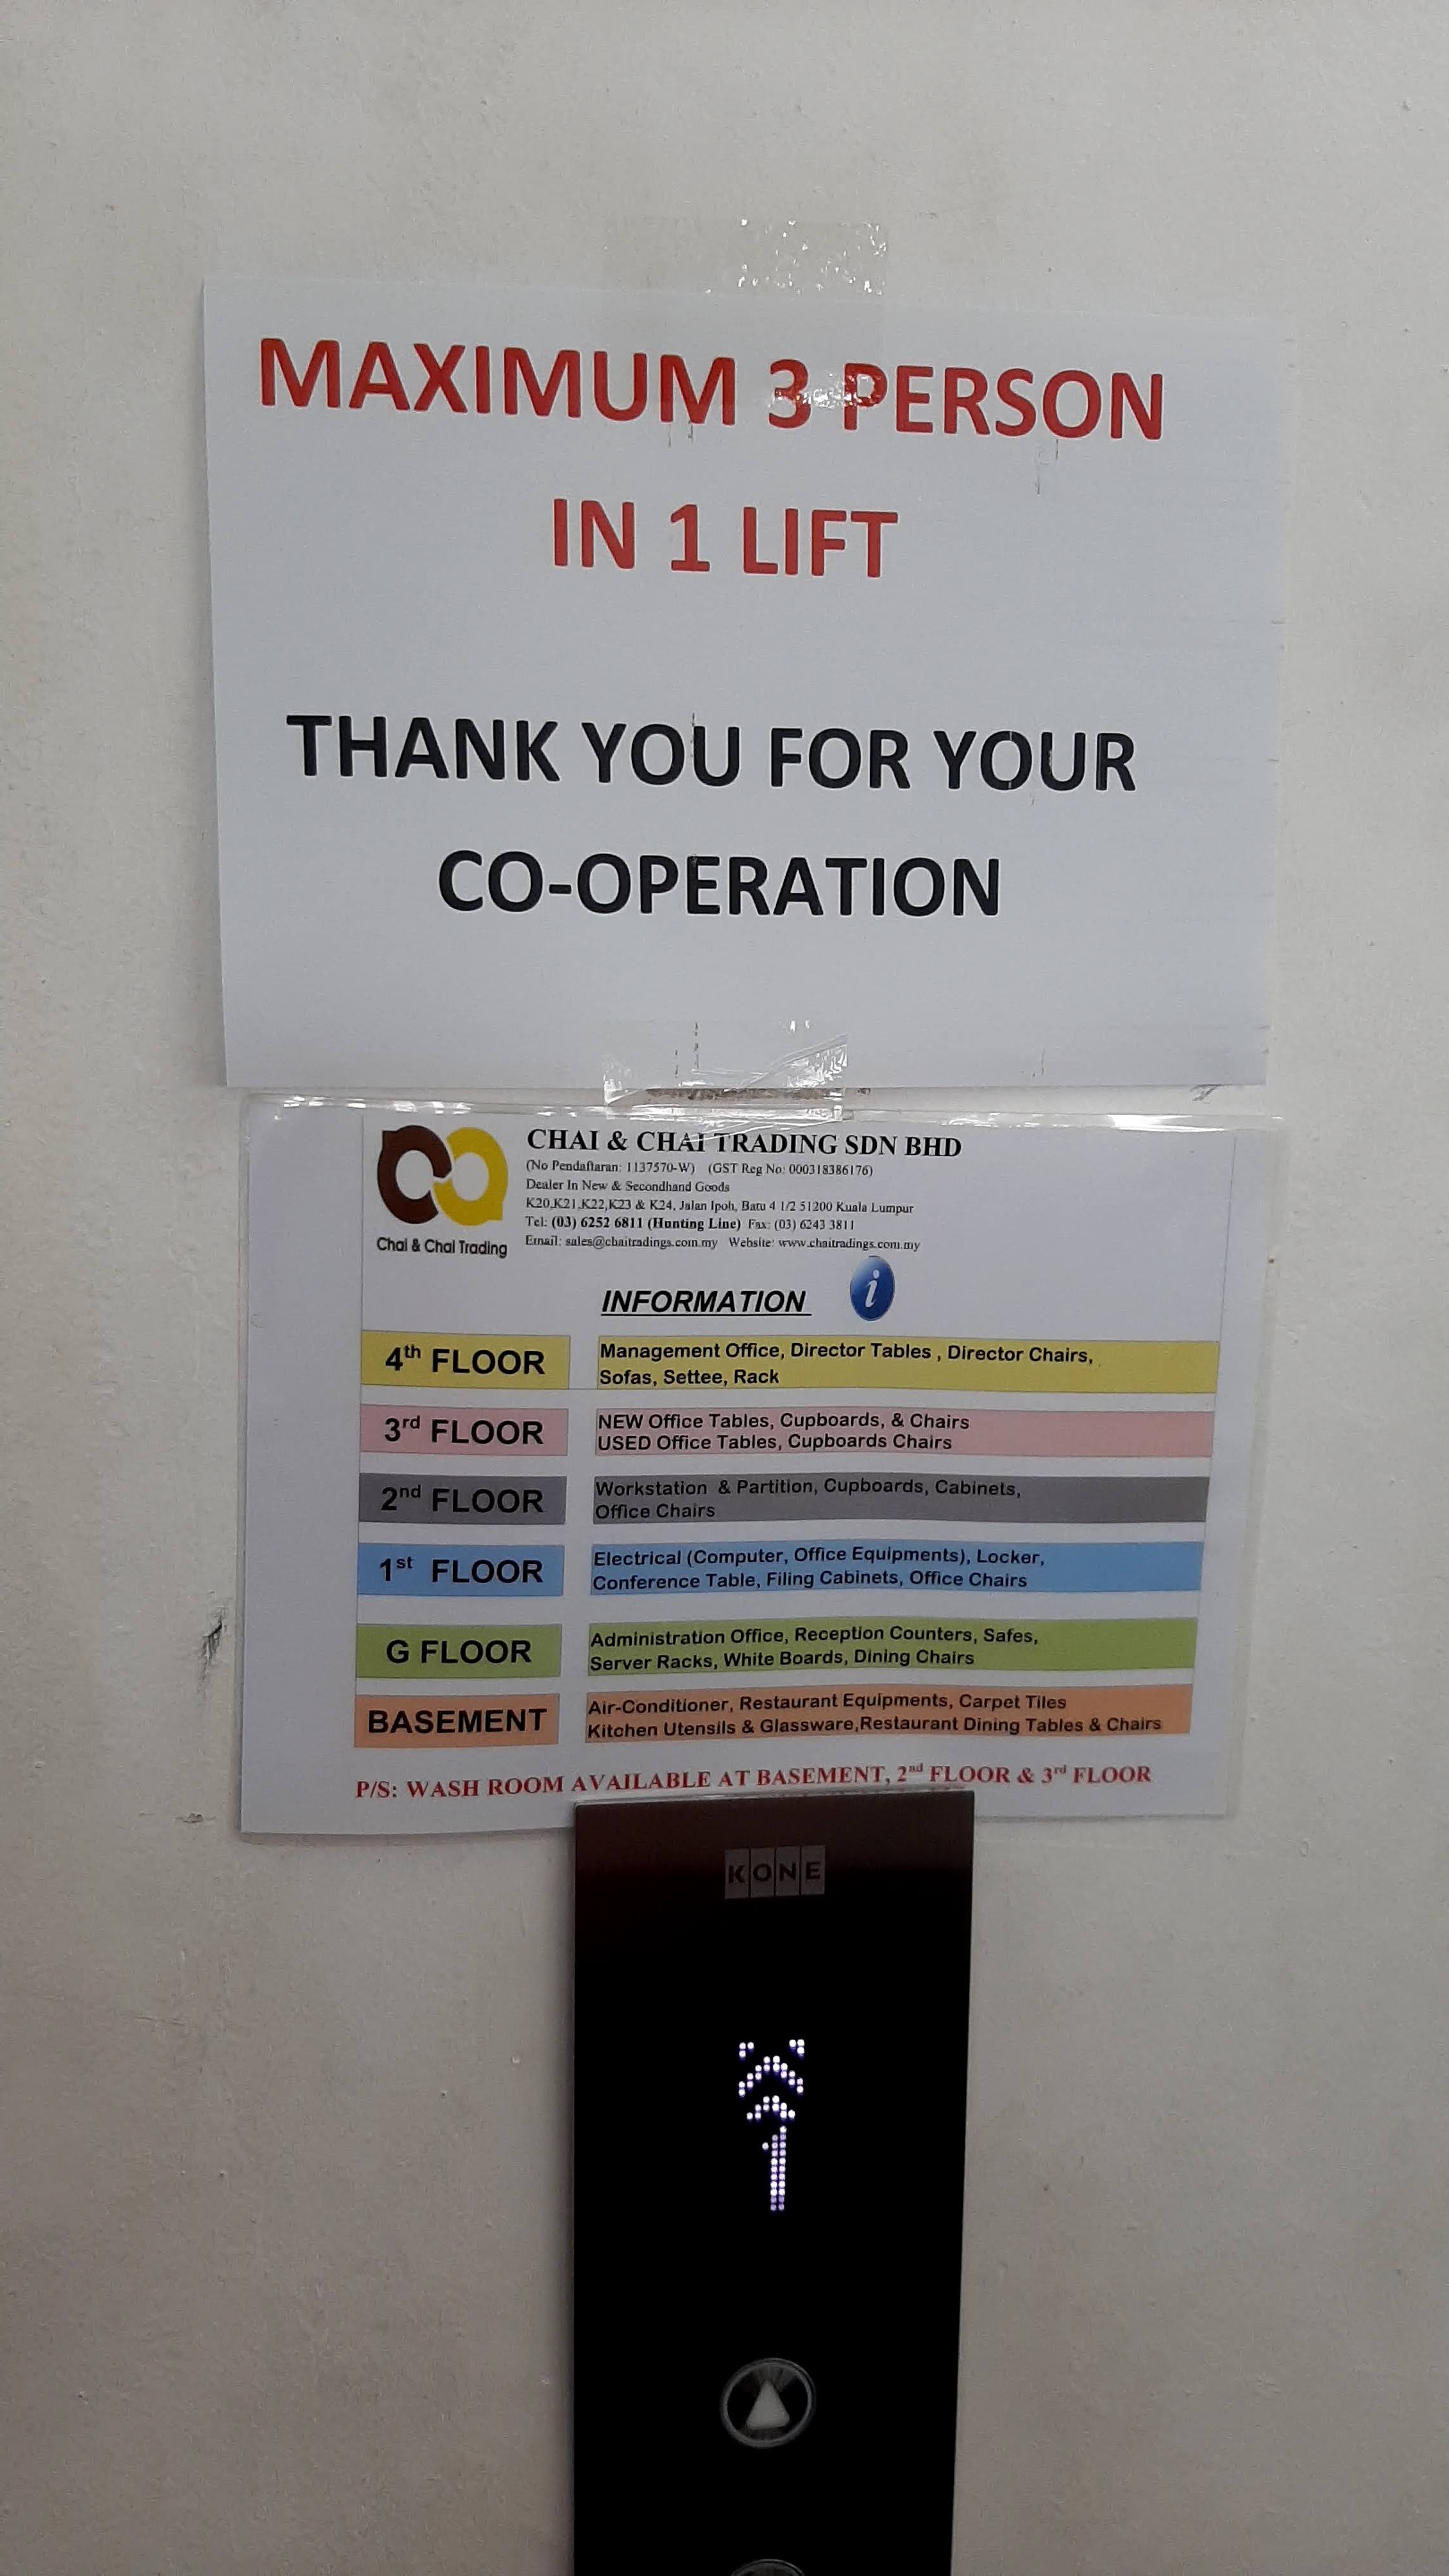 MAXIMUM 3 PERSON
IN 1 LIFT
THANK YOU FOR YOUR
CO-OPERATION
Chai & Chai Trading
CHAI & CHAI TRADING SDN BHD
(No Pendaftaran: 1137570-W) (GST Reg No: 000318386176)
Dealer In New & Secondhand Goods
K20,K21,K22,K23 & K24, Jalan Ipoh, Batu 4 1/2 51200 Kuala Lumpur
Tel: (03) 6252 6811 (Hunting Line) Fax: (03) 6243 3811
Email: sales@chaitradings.com.my Website: www.chaitradings.com.my
INFORMATION i
4th FLOOR
Management Office, Director Tables , Director Chairs,
Sofas, Settee, Rack
3rd FLOOR
NEW Office Tables, Cupboards, & Chairs
USED Office Tables, Cupboards Chairs
2nd FLOOR
Workstation & Partition, Cupboards, Cabinets,
Office Chairs
1st FLOOR
Electrical (Computer, Office Equipments), Locker,
Conference Table, Filing Cabinets, Office Chairs
G FLOOR
Administration Office, Reception Counters, Safes,
Server Racks, White Boards, Dining Chairs
BASEMENT
Air-Conditioner, Restaurant Equipments, Carpet Tiles
Kitchen Utensils & Glassware,Restaurant Dining Tables & Chairs
P/S: WASH ROOM AVAILABLE AT BASEMENT, 2nd FLOOR & 3rd FLOOR
KONE
1